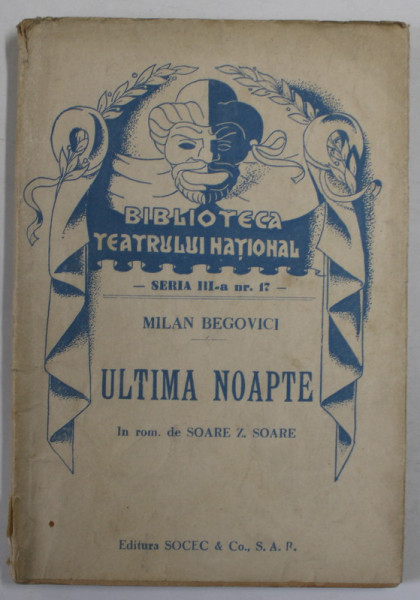 BIBLIOTECA
TEATRULUI NAȚIONAL
— SERIA III-a nr. 17 —
MILAN BEGOVICI
ULTIMA NOAPTE
In rom. de SOARE Z. SOARE
Editura SOCEC & Co., S. A. R.